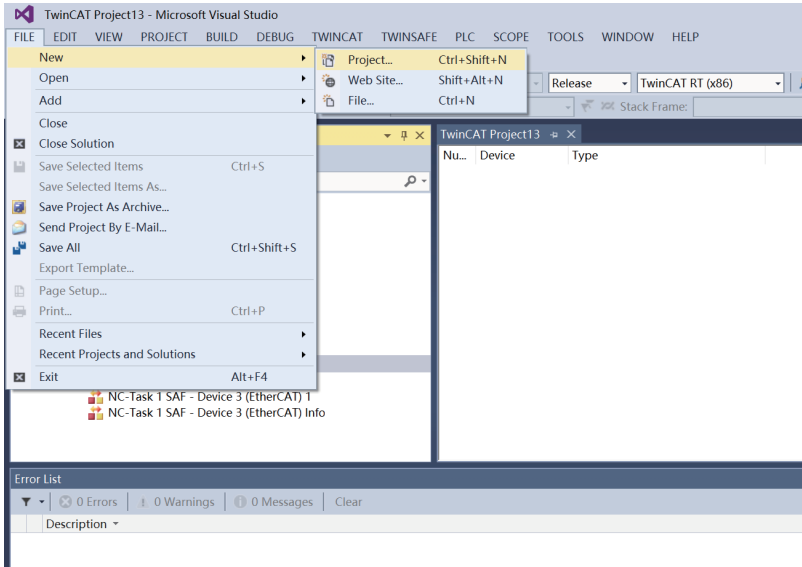 TwinCAT Project13 - Microsoft Visual Studio
FILE EDIT VIEW PROJECT BUILD DEBUG TWINCAT TWINSAFE PLC SCOPE TOOLS WINDOW HELP
New
Project... Ctrl+Shift+N
Open
Web Site... Shift+Alt+N
Release TwinCAT RT (x86)
Add
File... Ctrl+N
Stack Frame:
Close
Close Solution
TwinCAT Project13
Nu... Device Type
Save Selected Items Ctrl+S
Save Selected Items As...
Save Project As Archive...
Send Project By E-Mail...
Save All Ctrl+Shift+S
Export Template...
Page Setup...
Print... Ctrl+P
Recent Files
Recent Projects and Solutions
Exit Alt+F4
NC-Task 1 SAF - Device 3 (EtherCAT) 1
NC-Task 1 SAF - Device 3 (EtherCAT) Info
Error List
0 Errors 0 Warnings 0 Messages Clear
Description